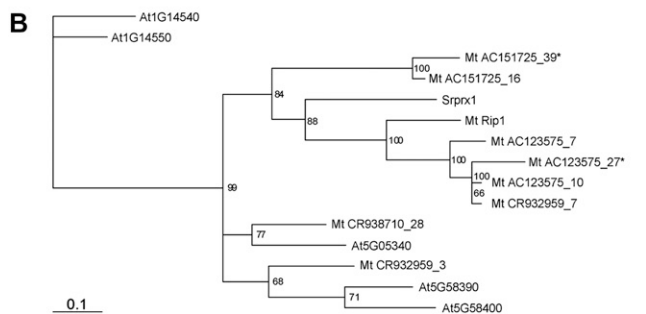 B
At1G14540
At1G14550
Mt AC151725_39*
100
Mt AC151725_16
84
Srprx1
88
Mt Rip1
100
Mt AC123575_7
100
Mt AC123575_27*
100
Mt AC123575_10
66
Mt CR932959_7
99
Mt CR938710_28
77
At5G05340
Mt CR932959_3
68
At5G58390
71
At5G58400
0.1